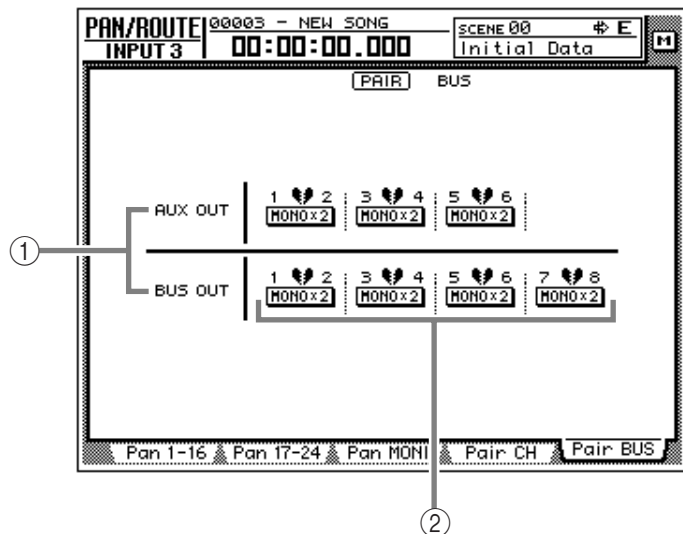 PAN/ROUTE
INPUT 3
00003 - NEW SONG
00:00:00.000
SCENE 00 E
Initial Data
M
PAIR BUS
AUX OUT
1 2 3 4 5 6
MONO×2 MONO×2 MONO×2
1
BUS OUT
1 2 3 4 5 6 7 8
MONO×2 MONO×2 MONO×2 MONO×2
Pan 1-16 Pan 17-24 Pan MONI Pair CH Pair BUS
2